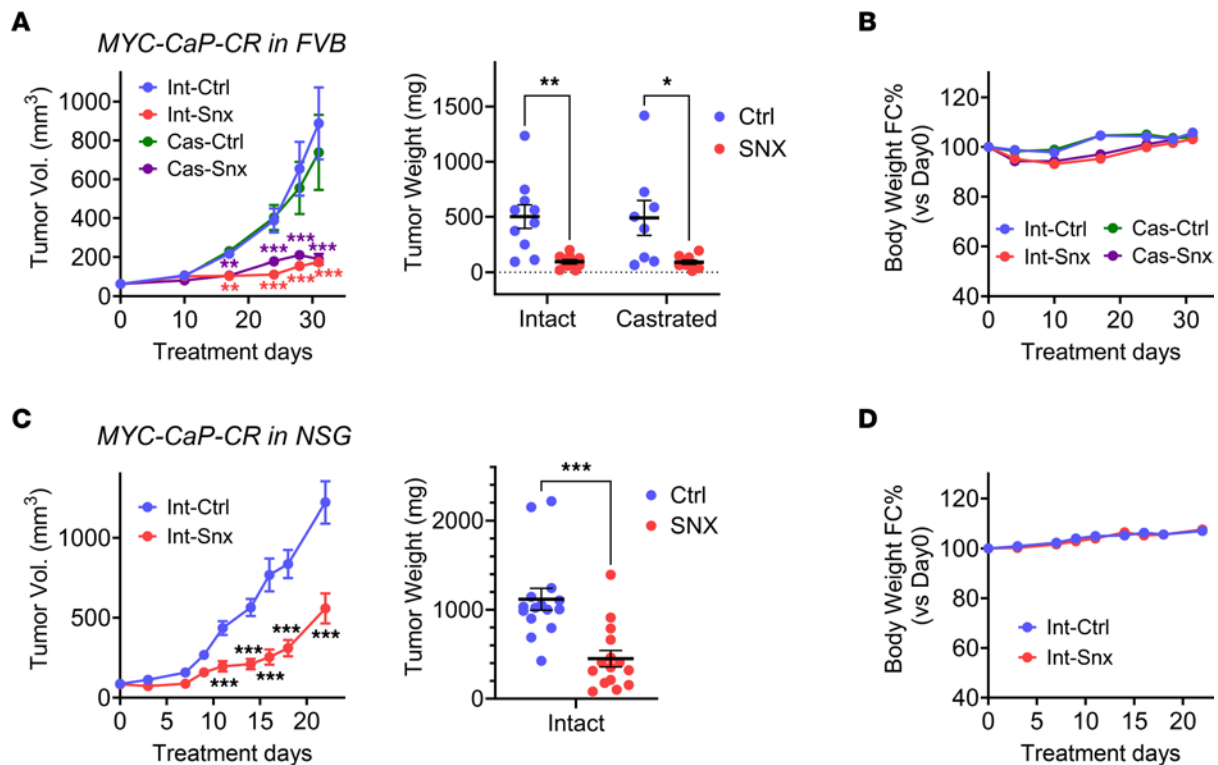 A
MYC-CaP-CR in FVB
Tumor Vol. (mm³)
1000
800
600
400
200
0
Int-Ctrl
Int-Snx
Cas-Ctrl
Cas-Snx
**
***
***
***
**
***
***
***
0 10 20 30
Treatment days
Tumor Weight (mg)
1500
1000
500
0
**
*
Ctrl
SNX
Intact Castrated
B
Body Weight FC%
(vs Day0)
120
100
80
60
40
Int-Ctrl Cas-Ctrl
Int-Snx Cas-Snx
0 10 20 30
Treatment days
C
MYC-CaP-CR in NSG
Tumor Vol. (mm³)
1000
500
0
Int-Ctrl
Int-Snx
***
***
***
***
***
0 5 10 15 20
Treatment days
Tumor Weight (mg)
2000
1000
0
***
Ctrl
SNX
Intact
D
Body Weight FC%
(vs Day0)
120
100
80
60
40
Int-Ctrl
Int-Snx
0 5 10 15 20
Treatment days